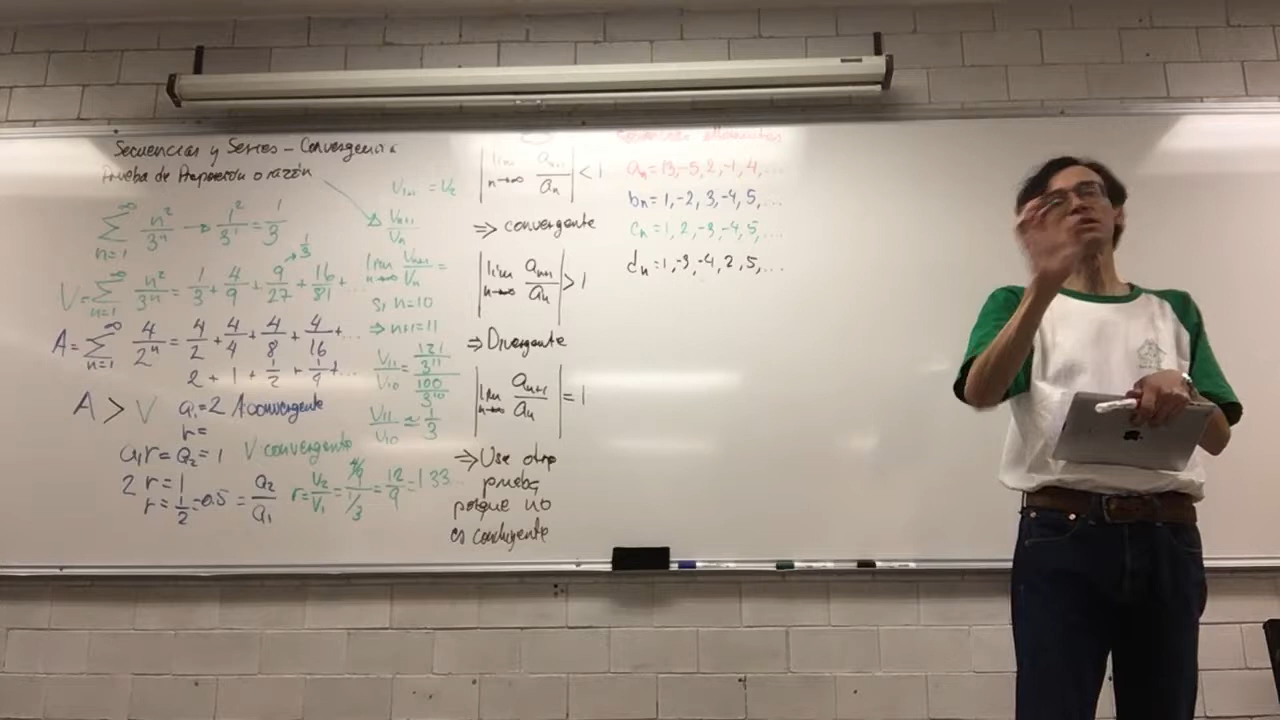 Secuencias y Series - Convergencia
Prueba de Proporción o razón
∑_{n=1}^{∞} n²/3ⁿ → 1²/3¹ = 1/3
V = ∑_{n=1}^{∞} n²/3ⁿ = 1/3 + 4/9 + 9/27 + 16/81 + ...
→ 1/3
A = ∑_{n=1}^{∞} 4/2ⁿ = 4/2 + 4/4 + 4/8 + 4/16 + ...
2 + 1 + 1/2 + 1/4 + ...
A > V a₁ = 2 A convergente
r =
a₁r = a₂ = 1 V convergente
2 r = 1
r = 1/2 = 0.5 = a₂/a₁ r = V₂/V₁ = 4/9 / 1/3 = 12/9 = 1.33...
V₁₊₁ = V₂
Vₙ₊₁/Vₙ
lim_{n→∞} Vₙ₊₁/Vₙ =
Si n=10
⇒ n+1=11
V₁₁/V₁₀ = 121/3¹¹ / 100/3¹⁰
V₁₁/V₁₀ ≈ 1/3
|lim_{n→∞} aₙ₊₁/aₙ| < 1
⇒ convergente
|lim_{n→∞} aₙ₊₁/aₙ| > 1
⇒ Divergente
|lim_{n→∞} aₙ₊₁/aₙ| = 1
⇒ Use otra
prueba
porque no
es concluyente
aₙ = 13, -5, 2, -1, 4, ...
bₙ = 1, -2, 3, -4, 5, ...
cₙ = 1, 2, -3, -4, 5, ...
dₙ = 1, -3, -4, 2, 5, ...